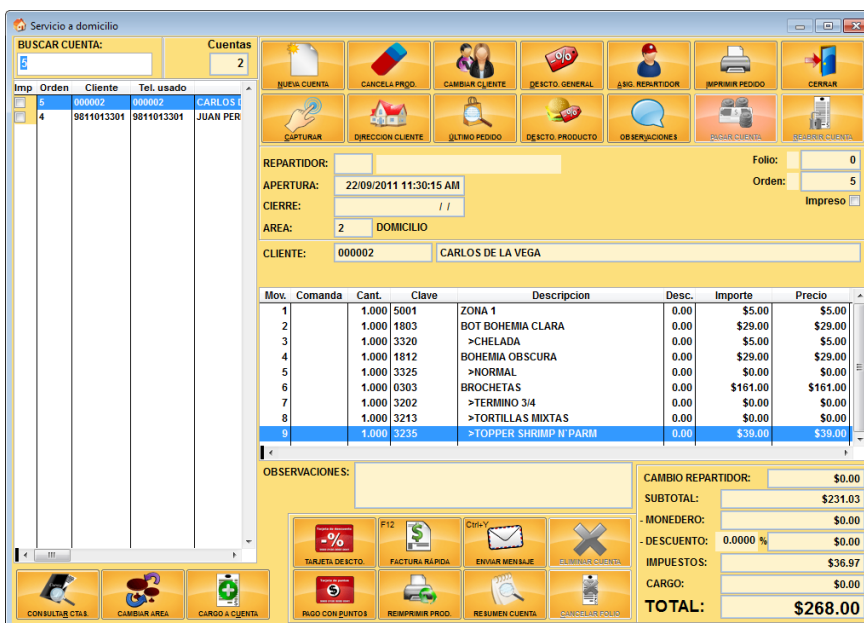 Servicio a domicilio
BUSCAR CUENTA:
Cuentas
5
2
Imp Orden Cliente Tel. usado
5 000002 000002 CARLOS D
4 9811013301 9811013301 JUAN PER
NUEVA CUENTA
CANCELA PROD.
CAMBIAR CLIENTE
DESCTO. GENERAL
ASIG. REPARTIDOR
IMPRIMIR PEDIDO
CERRAR
CAPTURAR
DIRECCION CLIENTE
ÚLTIMO PEDIDO
DESCTO. PRODUCTO
OBSERVACIONES
PAGAR CUENTA
REABRIR CUENTA
REPARTIDOR:
Folio: 0
APERTURA: 22/09/2011 11:30:15 AM
Orden: 5
CIERRE: / /
Impreso
AREA: 2 DOMICILIO
CLIENTE: 000002 CARLOS DE LA VEGA
Mov. Comanda Cant. Clave Descripcion Desc. Importe Precio
1 1.000 5001 ZONA 1 0.00 $5.00 $5.00
2 1.000 1803 BOT BOHEMIA CLARA 0.00 $29.00 $29.00
3 1.000 3320 >CHELADA 0.00 $5.00 $5.00
4 1.000 1812 BOHEMIA OBSCURA 0.00 $29.00 $29.00
5 1.000 3325 >NORMAL 0.00 $0.00 $0.00
6 1.000 0303 BROCHETAS 0.00 $161.00 $161.00
7 1.000 3202 >TERMINO 3/4 0.00 $0.00 $0.00
8 1.000 3213 >TORTILLAS MIXTAS 0.00 $0.00 $0.00
9 1.000 3235 >TOPPER SHRIMP N´PARM 0.00 $39.00 $39.00
OBSERVACIONES:
CAMBIO REPARTIDOR: $0.00
SUBTOTAL: $231.03
- MONEDERO: $0.00
- DESCUENTO: 0.0000 % $0.00
IMPUESTOS: $36.97
CARGO: $0.00
TOTAL: $268.00
TARJETA DESCTO.
F12
FACTURA RÁPIDA
Ctrl+Y
ENVIAR MENSAJE
ELIMINAR CUENTA
PAGO CON PUNTOS
REIMPRIMIR PROD.
RESUMEN CUENTA
CANCELAR FOLIO
CONSULTAR CTAS.
CAMBIAR AREA
CARGO A CUENTA